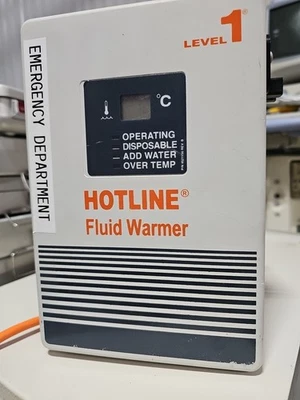 LEVEL 1
°C
OPERATING
DISPOSABLE
ADD WATER
OVER TEMP
EMERGENCY DEPARTMENT
HOTLINE®
Fluid Warmer